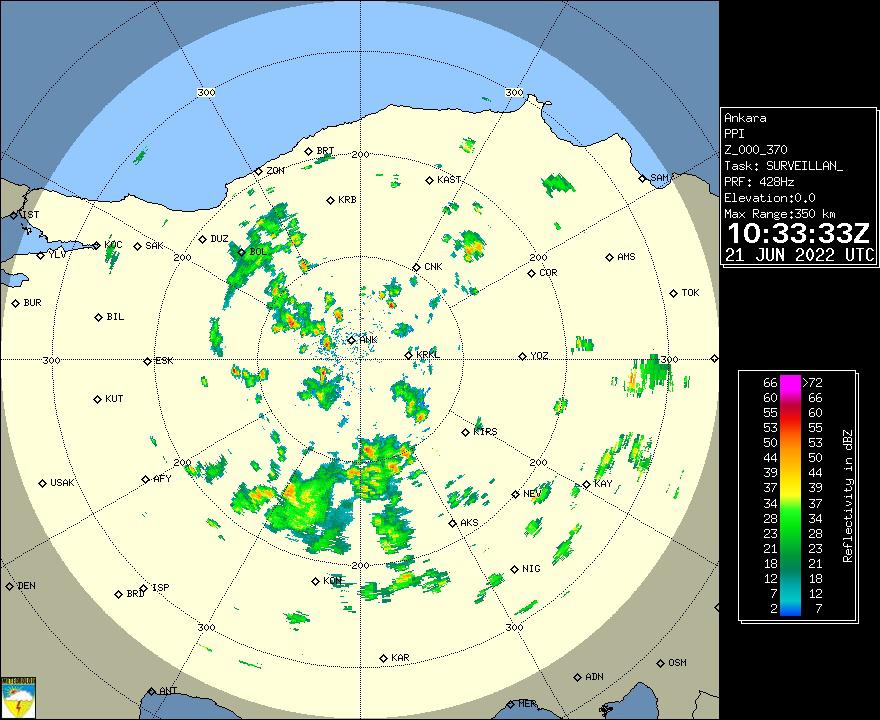 300
300
BRT
200
ZON
KAST
SAM
KRB
IST
DUZ
KOC
SAK
BOL
YLV
200
200
AMS
CNK
COR
TOK
BUR
BIL
ANK
KRKL
YOZ
300
ESK
300
KUT
KIRS
200
200
AFY
USAK
KAY
NEV
AKS
200
NIG
KON
DEN
ISP
BRD
300
300
KAR
OSM
ADN
ANT
MER
Ankara
PPI
Z_000_370
Task: SURVEILLAN_
PRF: 428Hz
Elevation:0.0
Max Range:350 km
10:33:33Z
21 JUN 2022 UTC
66 >72
60 66
55 60
53 55
50 53
44 50
39 44
37 39
34 37
28 34
23 28
21 23
18 21
12 18
7 12
2 7
Reflectivity in dBZ